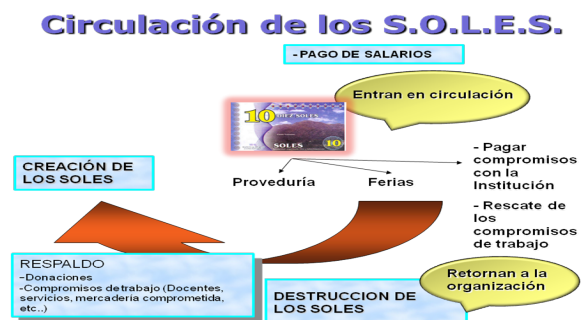 Circulación de los S.O.L.E.S.
-PAGO DE SALARIOS
Entran en circulación
10 DIEZ SOLES
SOLES 10
CREACIÓN DE
LOS SOLES
Proveduría
Ferias
- Pagar
compromisos
con la
Institución
- Rescate de
los
compromisos
de trabajo
RESPALDO
-Donaciones
-Compromisos de trabajo (Docentes,
servicios, mercadería comprometida,
etc..)
DESTRUCCION DE
LOS SOLES
Retornan a la
organización